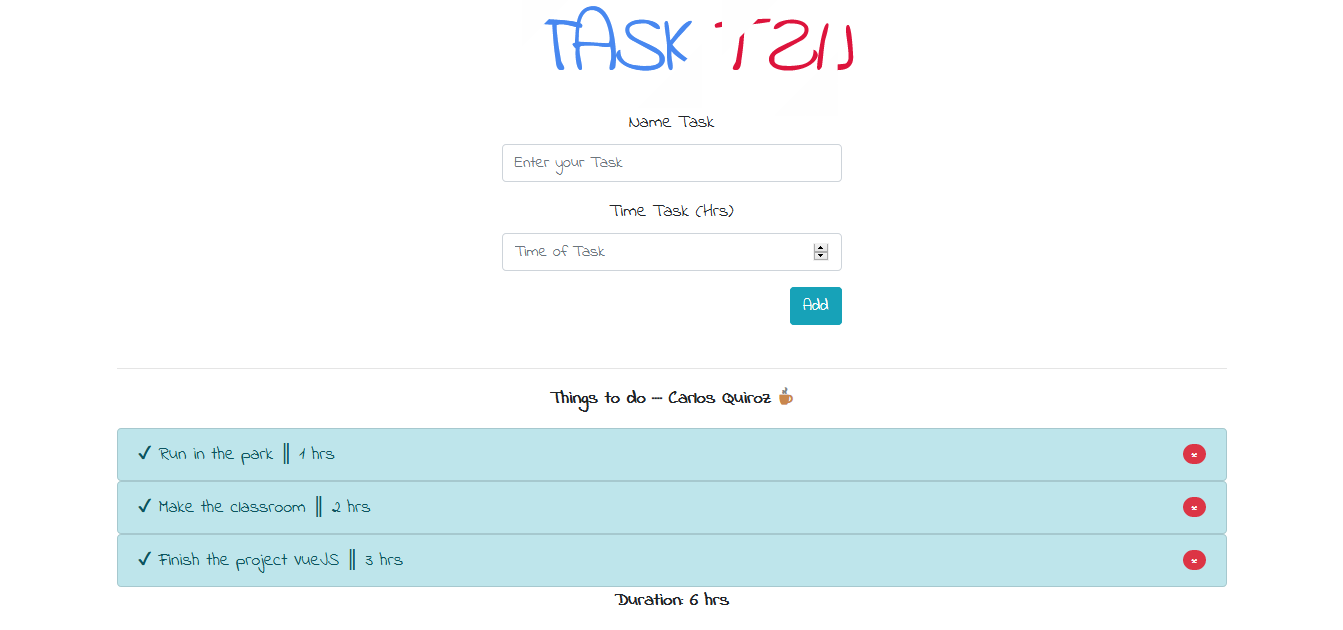 TASK LIST
Name Task
Enter your Task
Time Task (Hrs)
Time of Task
Add
Things to do — Carlos Quiroz ☕
✓ Run in the park || 1 hrs ×
✓ Make the classroom || 2 hrs ×
✓ Finish the project VueJS || 3 hrs ×
Duration: 6 hrs